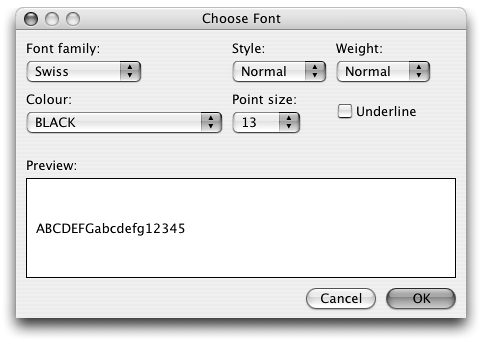 Choose Font
Font family: Style: Weight:
Swiss Normal Normal
Colour: Point size:
BLACK 13 Underline
Preview:
ABCDEFGabcdefg12345
Cancel OK